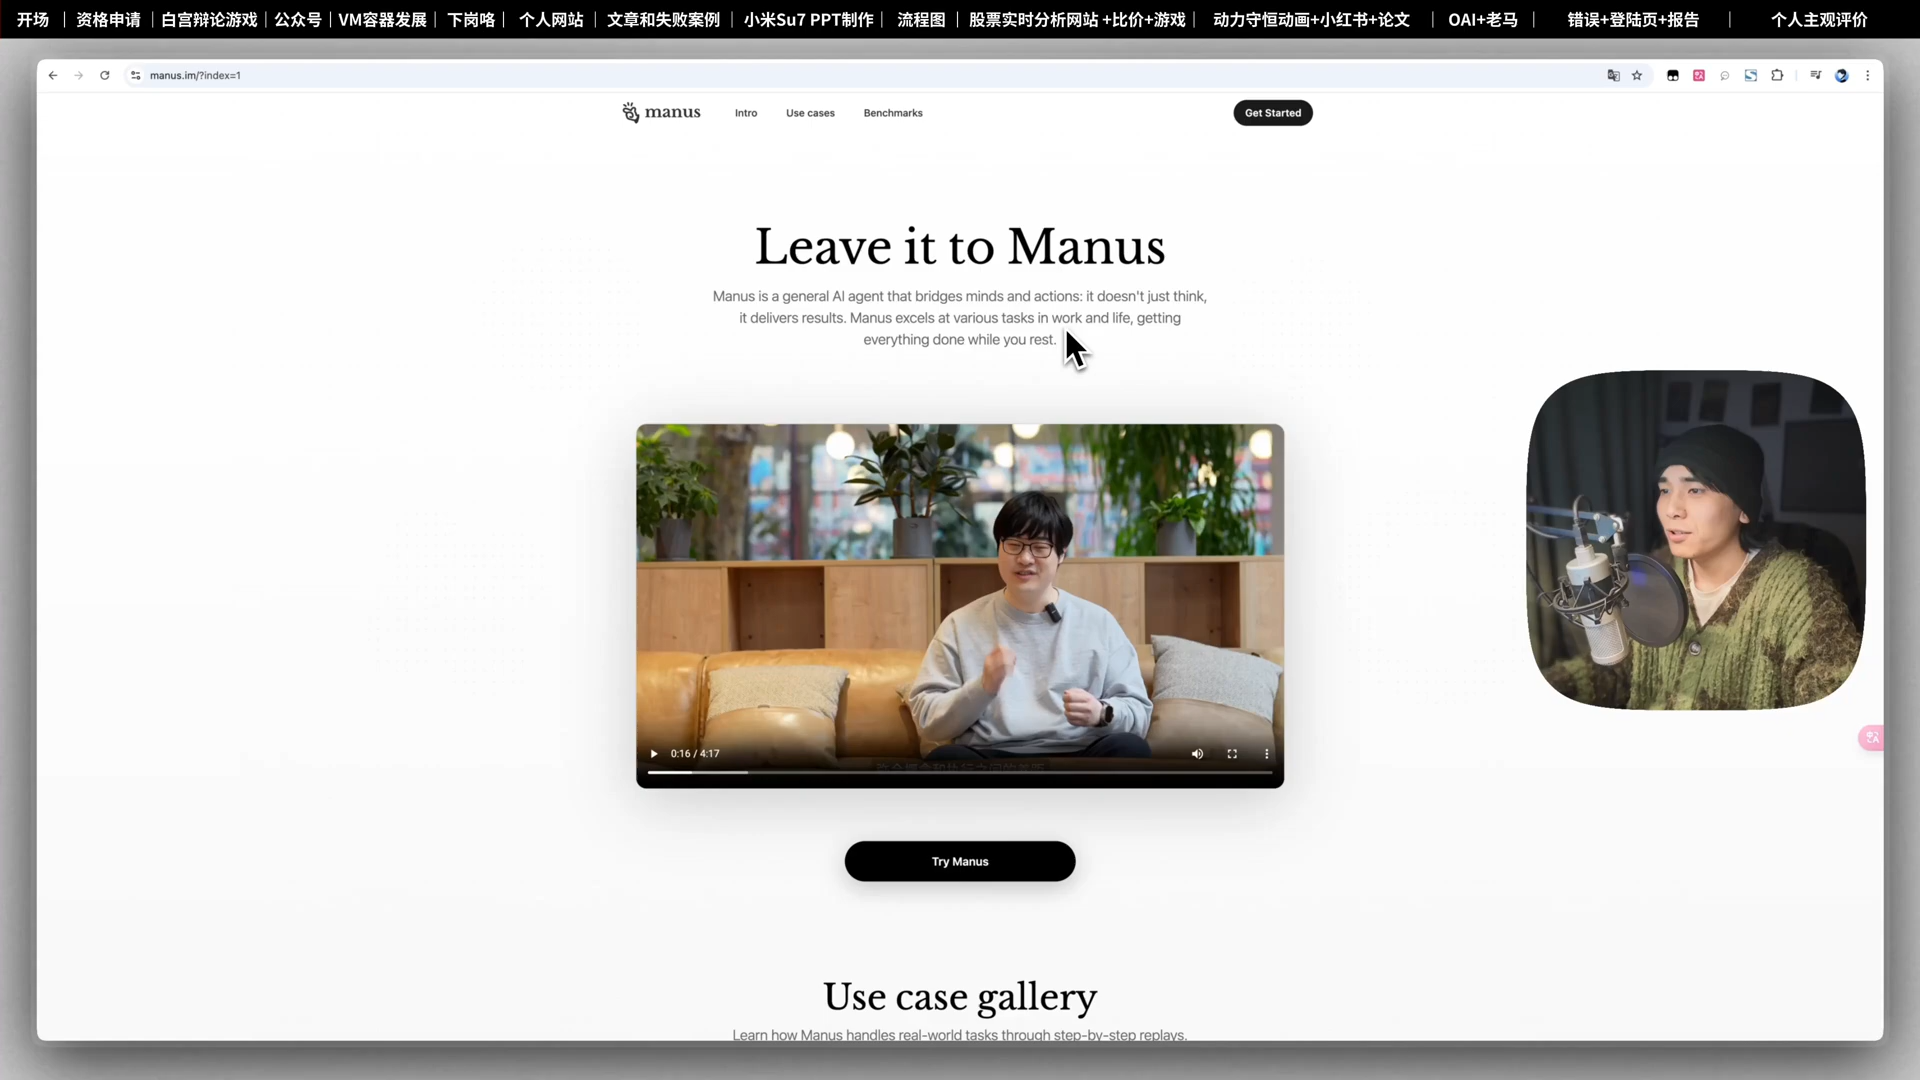 开场 | 资格申请 | 白宫辩论游戏 | 公众号 | VM容器发展 | 下岗咯 | 个人网站 | 文章和失败案例 | 小米Su7 PPT制作 | 流程图 | 股票实时分析网站 +比价+游戏 | 动力守恒动画+小红书+论文 | OAI+老马 | 错误+登陆页+报告 | 个人主观评价
manus.im/?index=1
manus Intro Use cases Benchmarks Get Started
Leave it to Manus
Manus is a general AI agent that bridges minds and actions: it doesn't just think,
it delivers results. Manus excels at various tasks in work and life, getting
everything done while you rest.
0:16 / 4:17
Try Manus
Use case gallery
Learn how Manus handles real-world tasks through step-by-step replays.